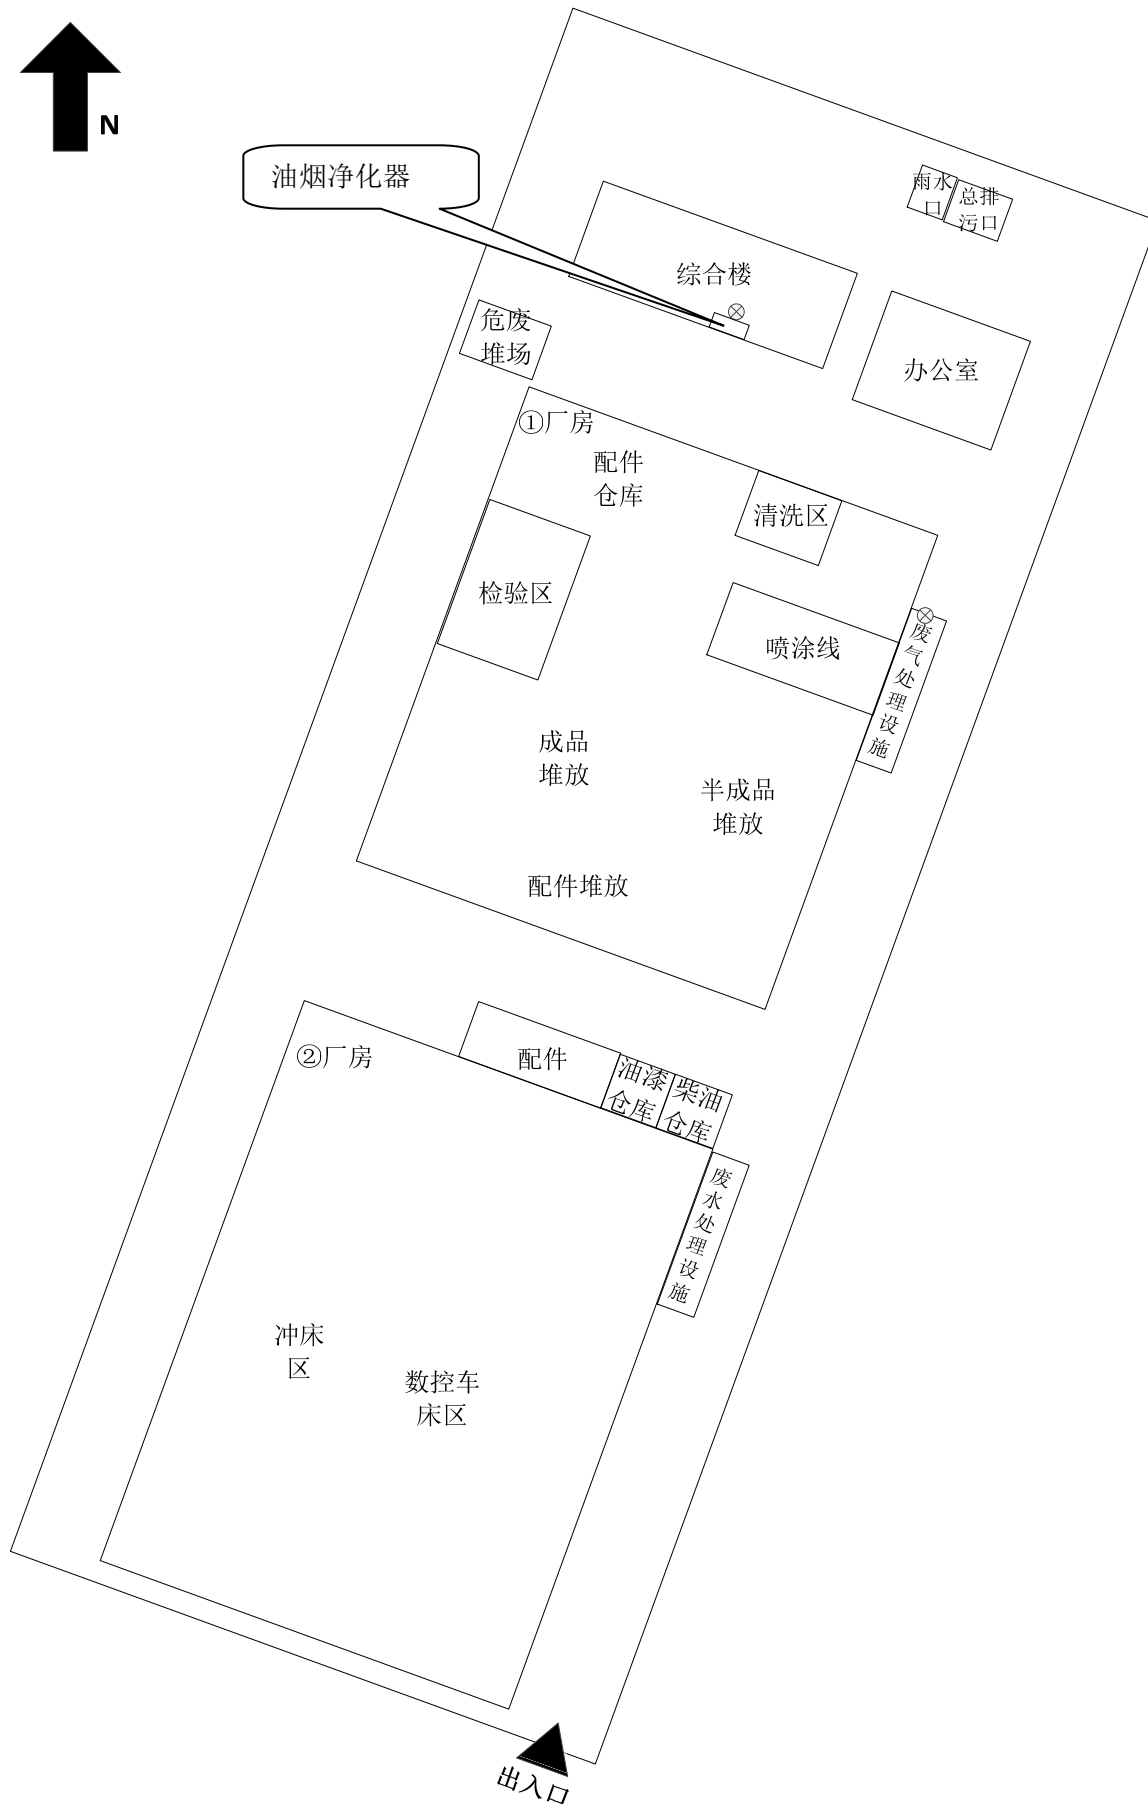 N
油烟净化器
雨水
口
总排
污口
综合楼
危废
堆场
办公室
①厂房
配件
仓库
清洗区
检验区
喷涂线
废气处理设施
成品
堆放
半成品
堆放
配件堆放
②厂房
配件
油漆
仓库
柴油
仓库
废水处理设施
冲床
区
数控车
床区
出入口